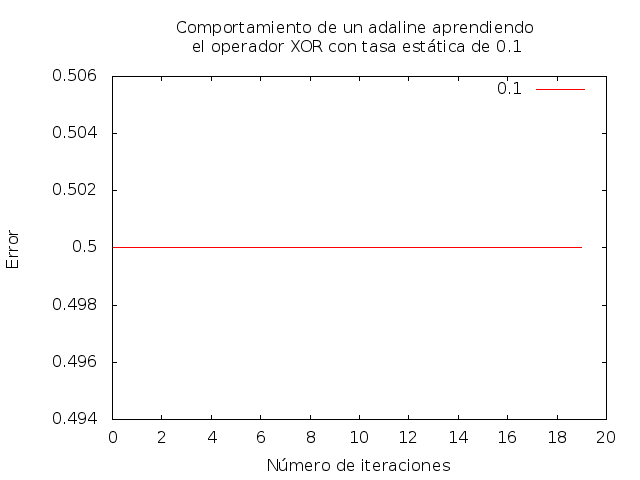 Comportamiento de un adaline aprendiendo
el operador XOR con tasa estática de 0.1
0.506
0.1
0.504
0.502
0.5
Error
0.498
0.496
0.494
0 2 4 6 8 10 12 14 16 18 20
Número de iteraciones